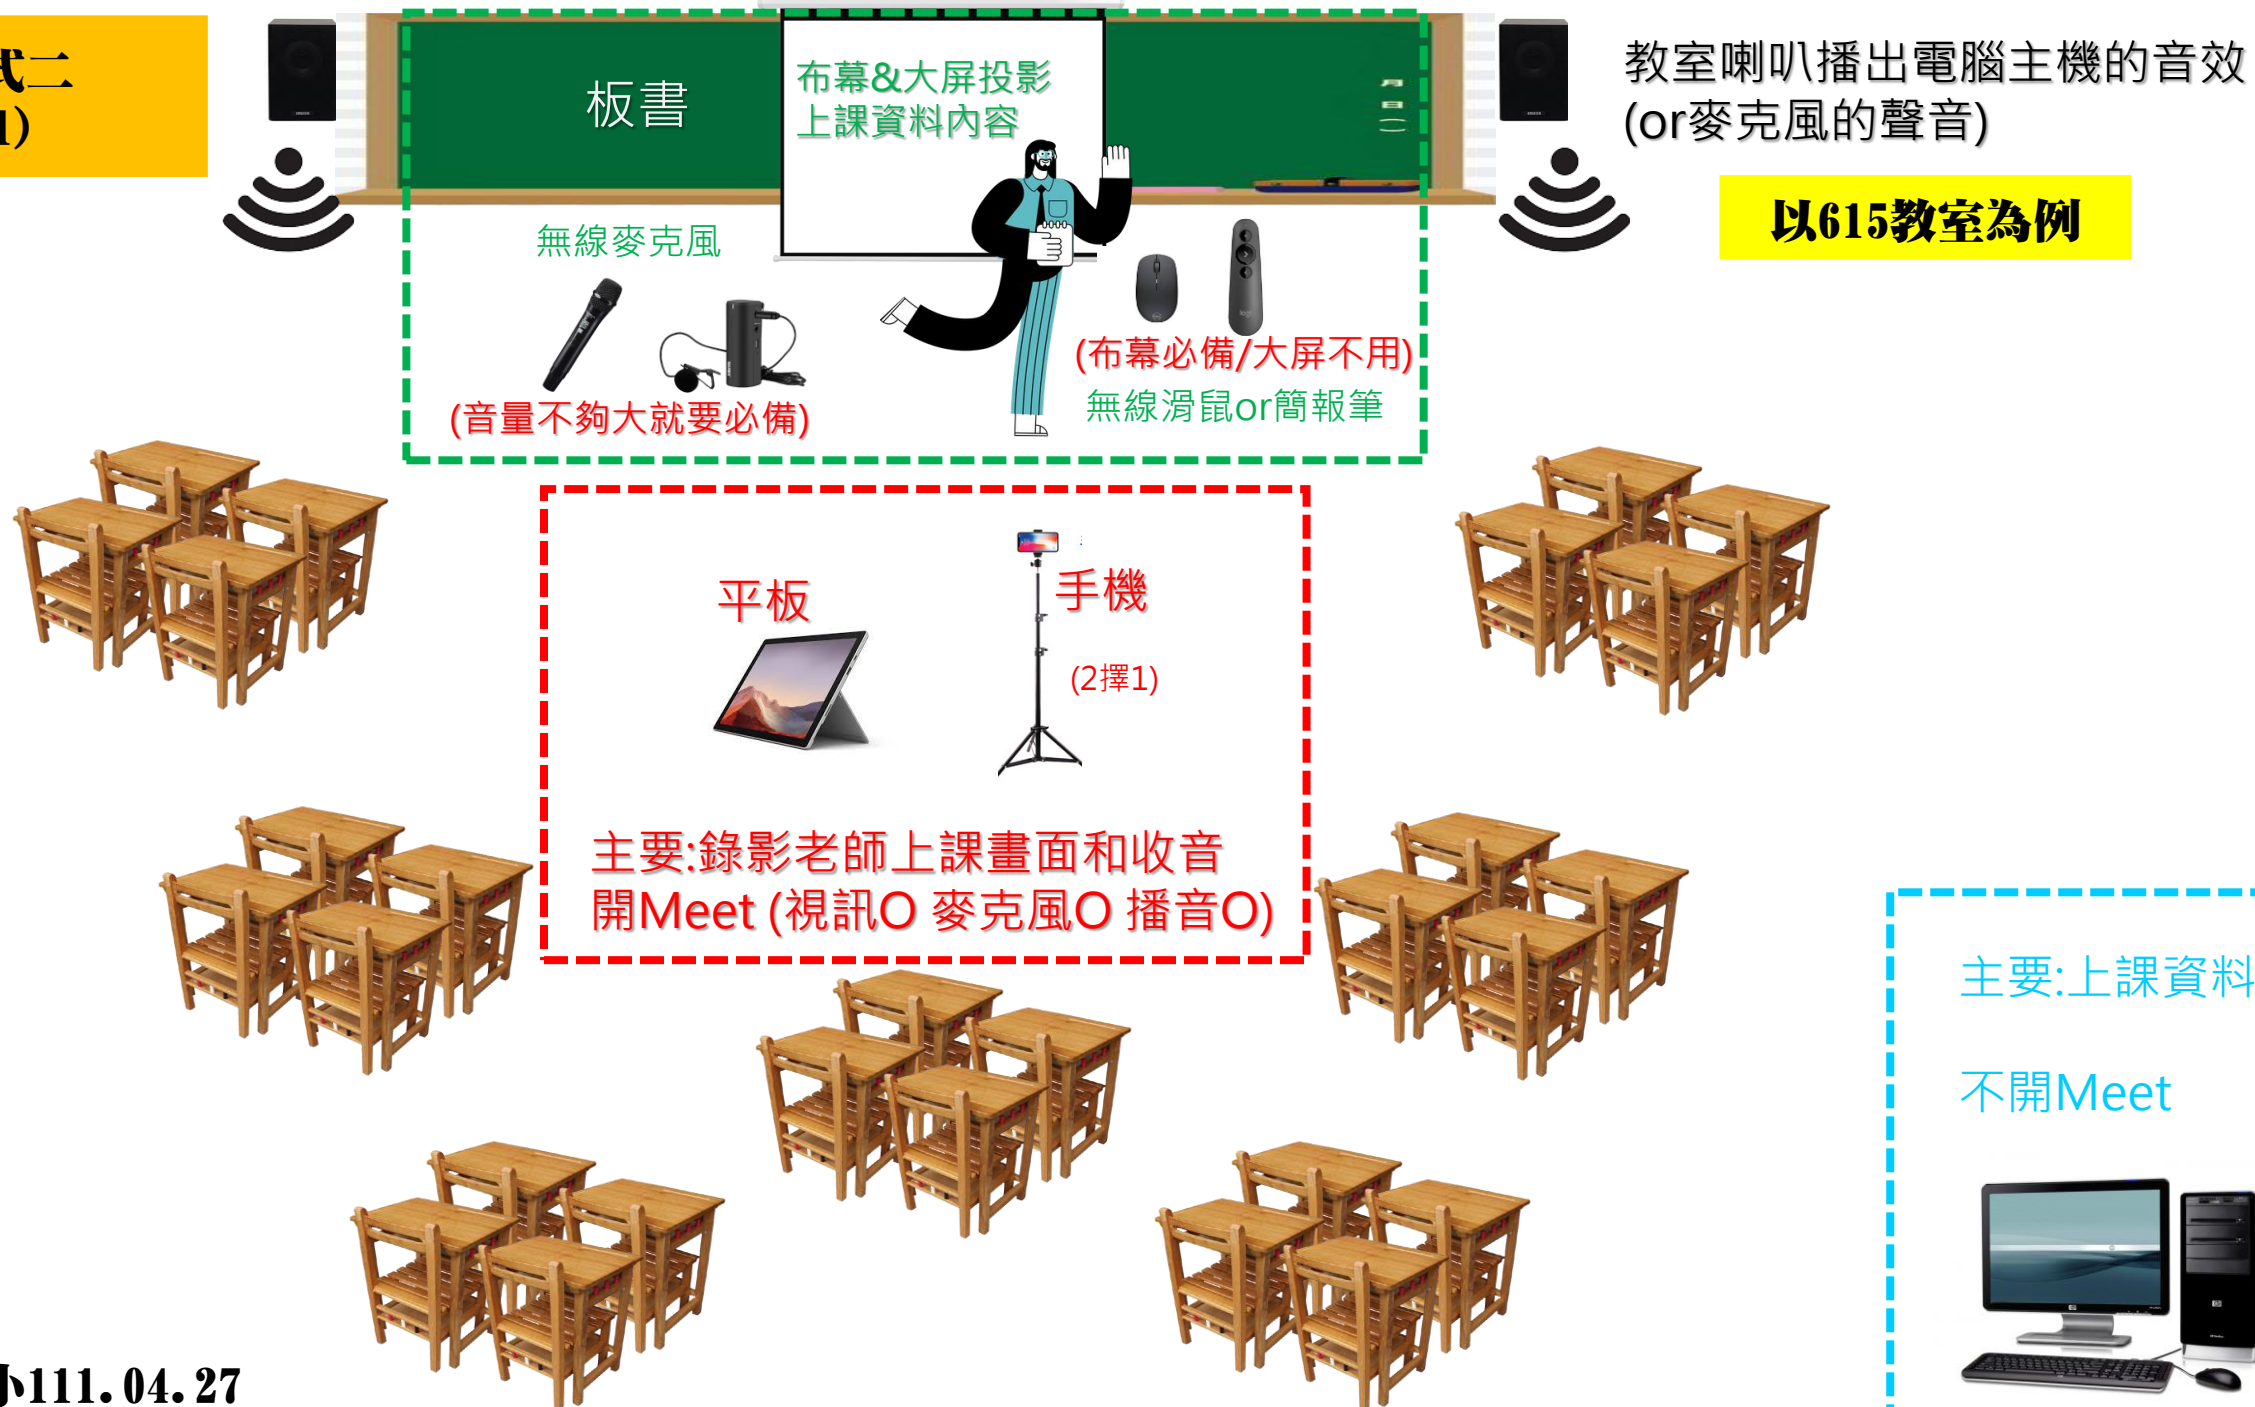 式二
1)
板書
布幕&大屏投影
上課資料內容
教室喇叭播出電腦主機的音效
(or麥克風的聲音)
以615教室為例
無線麥克風
(音量不夠大就要必備)
(布幕必備/大屏不用)
無線滑鼠or簡報筆
平板
手機
(2擇1)
主要:錄影老師上課畫面和收音
開Meet (視訊O 麥克風O 播音O)
主要:上課資料
不開Meet
小111.04.27